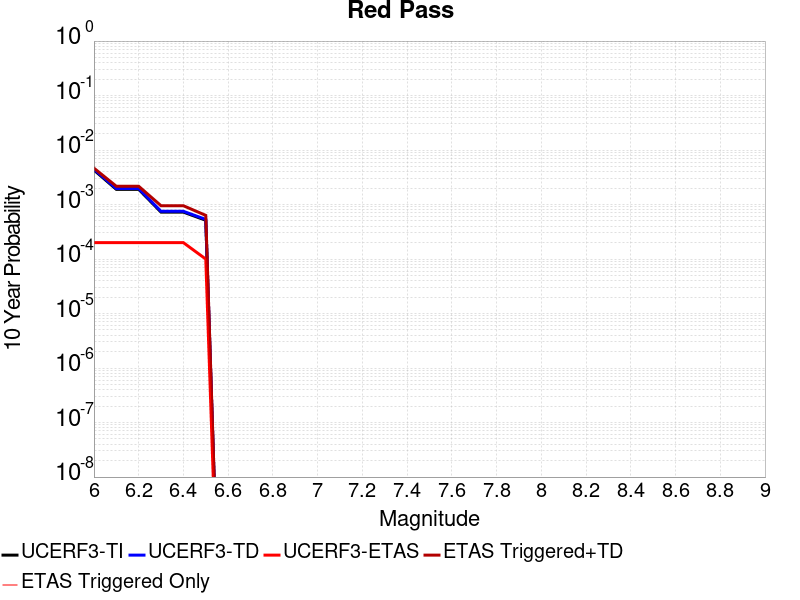 Red Pass
10 Year Probability
10^0
10^-1
10^-2
10^-3
10^-4
10^-5
10^-6
10^-7
10^-8
6 6.2 6.4 6.6 6.8 7 7.2 7.4 7.6 7.8 8 8.2 8.4 8.6 8.8 9
Magnitude
UCERF3-TI UCERF3-TD UCERF3-ETAS ETAS Triggered+TD
ETAS Triggered Only